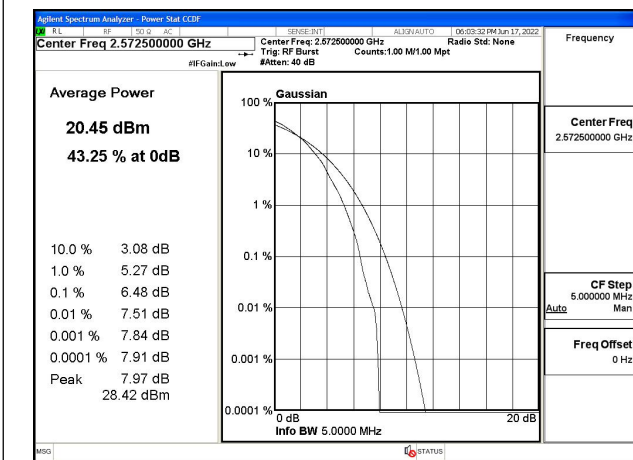 Agilent Spectrum Analyzer - Power Stat CCDF
RL RF 50 Ω AC SENSE:INT ALIGN AUTO 06:03:32 PM Jun 17, 2022
Center Freq 2.572500000 GHz
Center Freq: 2.572500000 GHz Radio Std: None
Trig: RF Burst Counts:1.00 M/1.00 Mpt
#IFGain:Low #Atten: 40 dB
Frequency
Average Power
20.45 dBm
43.25 % at 0dB
10.0 % 3.08 dB
1.0 % 5.27 dB
0.1 % 6.48 dB
0.01 % 7.51 dB
0.001 % 7.84 dB
0.0001 % 7.91 dB
Peak 7.97 dB
28.42 dBm
Gaussian
100 %
10 %
1 %
0.1 %
0.01 %
0.001 %
0.0001 %
0 dB 20 dB
Info BW 5.0000 MHz
Center Freq
2.572500000 GHz
CF Step
5.000000 MHz
Auto Man
Freq Offset
0 Hz
MSG STATUS